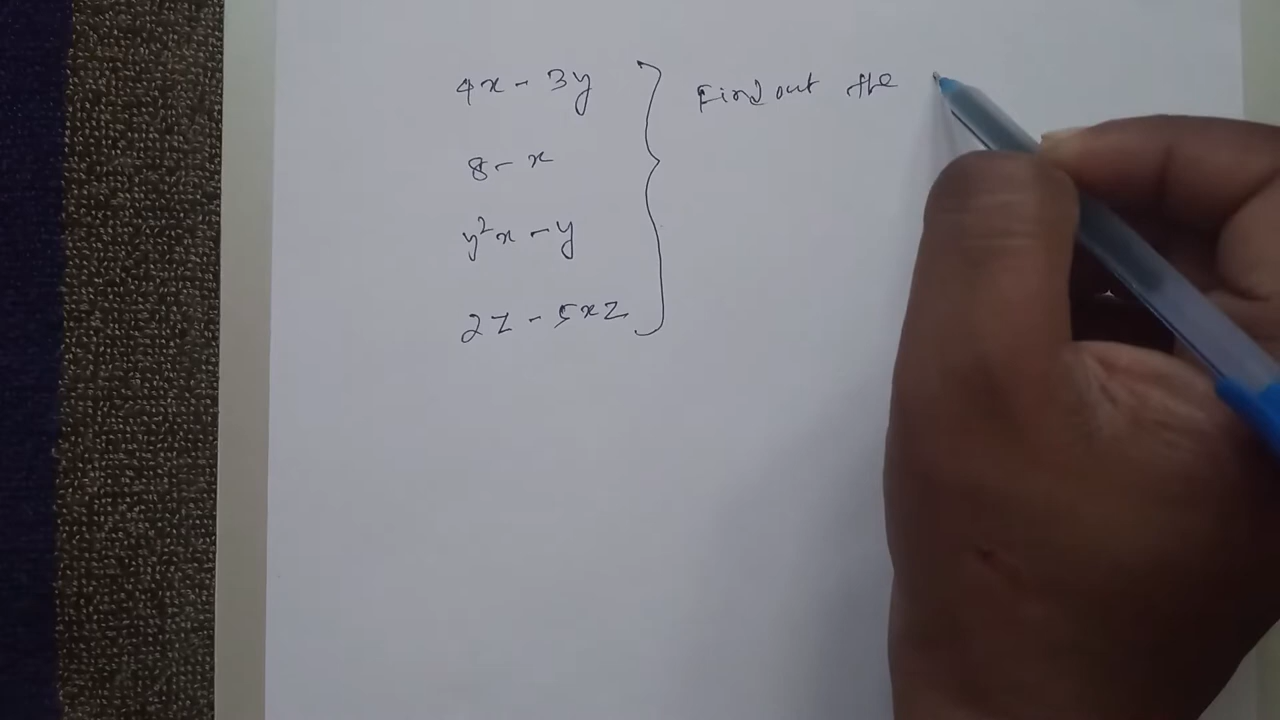 4x - 3y
Find out the
8 - x
y²x - y
2z - 5xz